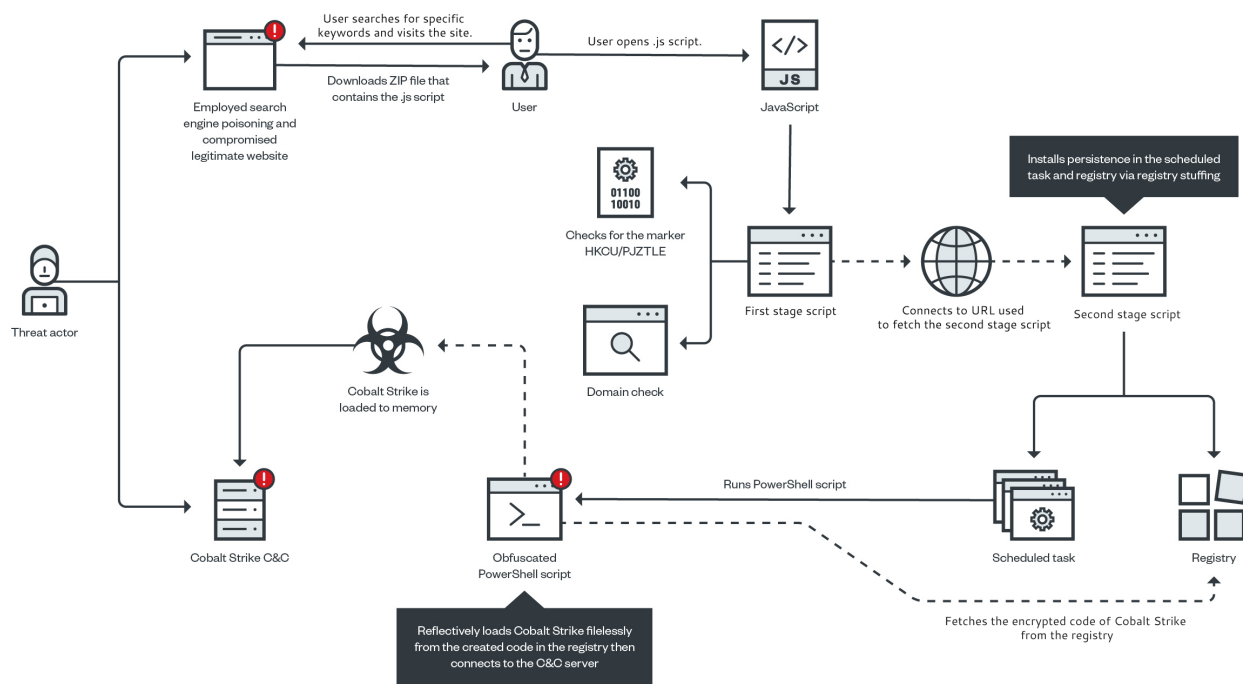 User searches for specific
keywords and visits the site.
User opens .js script.
</>
JS
Downloads ZIP file that
contains the .js script
Employed search
engine poisoning and
compromised
legitimate website
User
JavaScript
Installs persistence in the scheduled
task and registry via registry stuffing
01100
10010
Checks for the marker
HKCU/PJZTLE
First stage script
Connects to URL used
to fetch the second stage script
Second stage script
Threat actor
Domain check
Cobalt Strike is
loaded to memory
Runs PowerShell script
>_
Cobalt Strike C&C
Obfuscated
PowerShell script
Scheduled task
Registry
Reflectively loads Cobalt Strike filelessly
from the created code in the registry then
connects to the C&C server
Fetches the encrypted code of Cobalt Strike
from the registry